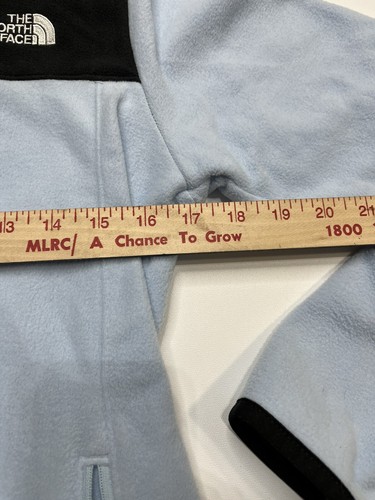 THE
NORTH
FACE
13 14 15 16 17 18 19 20 21
MLRC/ A Chance To Grow 1800